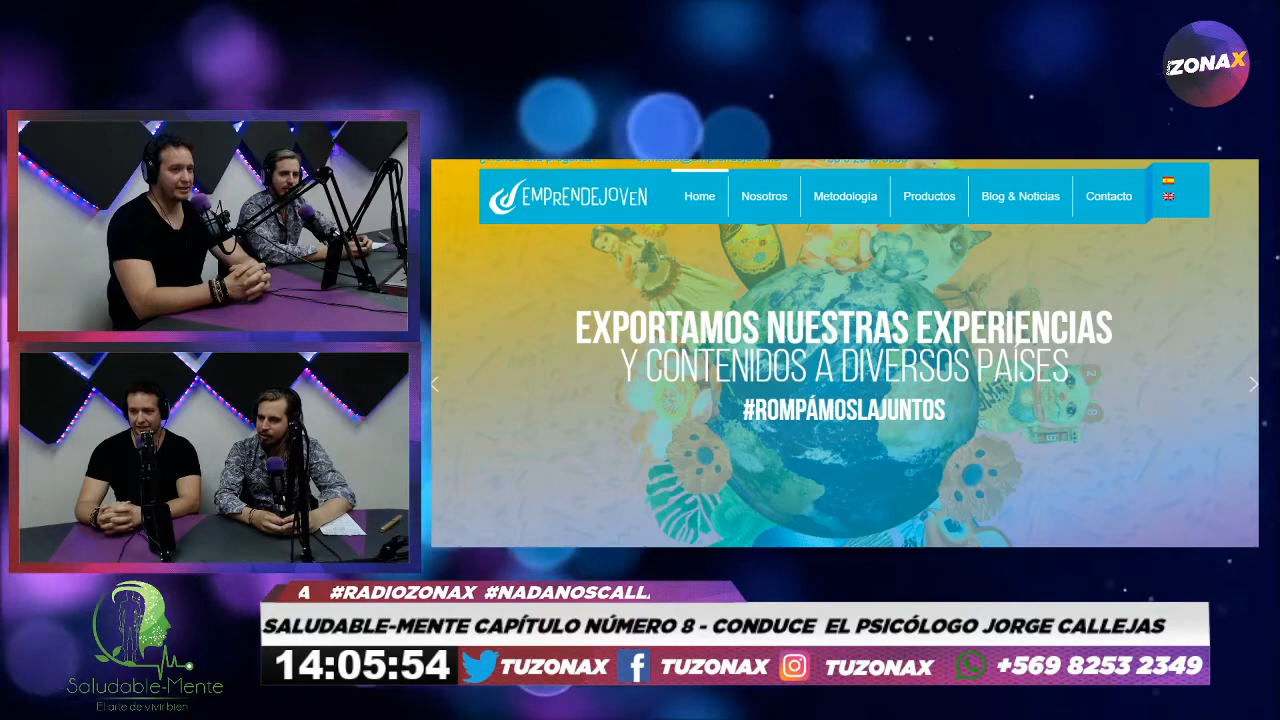 ZONAX
EMPRENDEJOVEN
Home
Nosotros
Metodología
Productos
Blog & Noticias
Contacto
EXPORTAMOS NUESTRAS EXPERIENCIAS
Y CONTENIDOS A DIVERSOS PAÍSES
#ROMPÁMOSLAJUNTOS
A #RADIOZONAX #NADANOSCALL
SALUDABLE-MENTE CAPÍTULO NÚMERO 8 - CONDUCE EL PSICÓLOGO JORGE CALLEJAS
14:05:54
TUZONAX
TUZONAX
TUZONAX
+569 8253 2349
Saludable-Mente
El arte de vivir bien